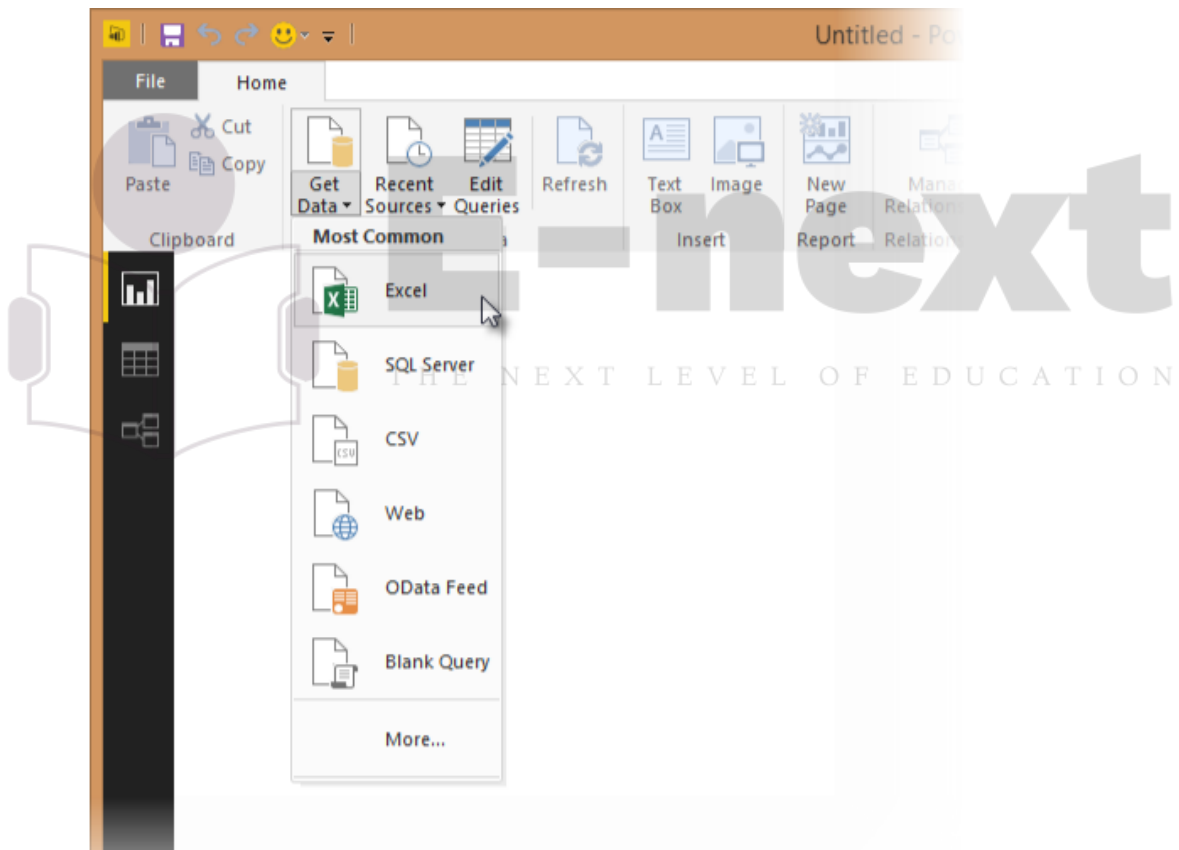 Untitled - Po
File Home
Cut
Copy
Paste
Get Data
Recent Sources
Edit Queries
Refresh
Text Box
Image
New Page
Clipboard
Insert
Report
Most Common
Excel
SQL Server
CSV
CSV
Web
OData Feed
Blank Query
More...
E-next
THE NEXT LEVEL OF EDUCATION